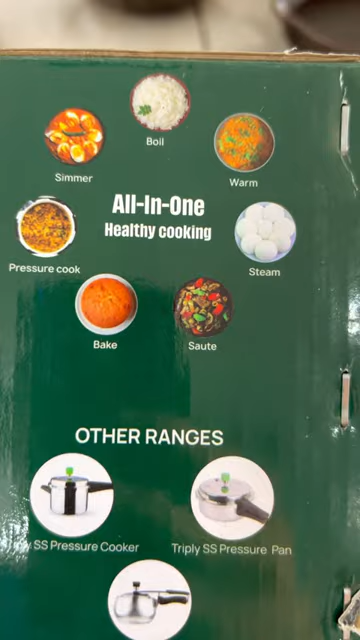 Boil
Simmer
Warm
All-In-One
Healthy cooking
Pressure cook
Steam
Bake
Saute
OTHER RANGES
SS Pressure Cooker
Triply SS Pressure Pan